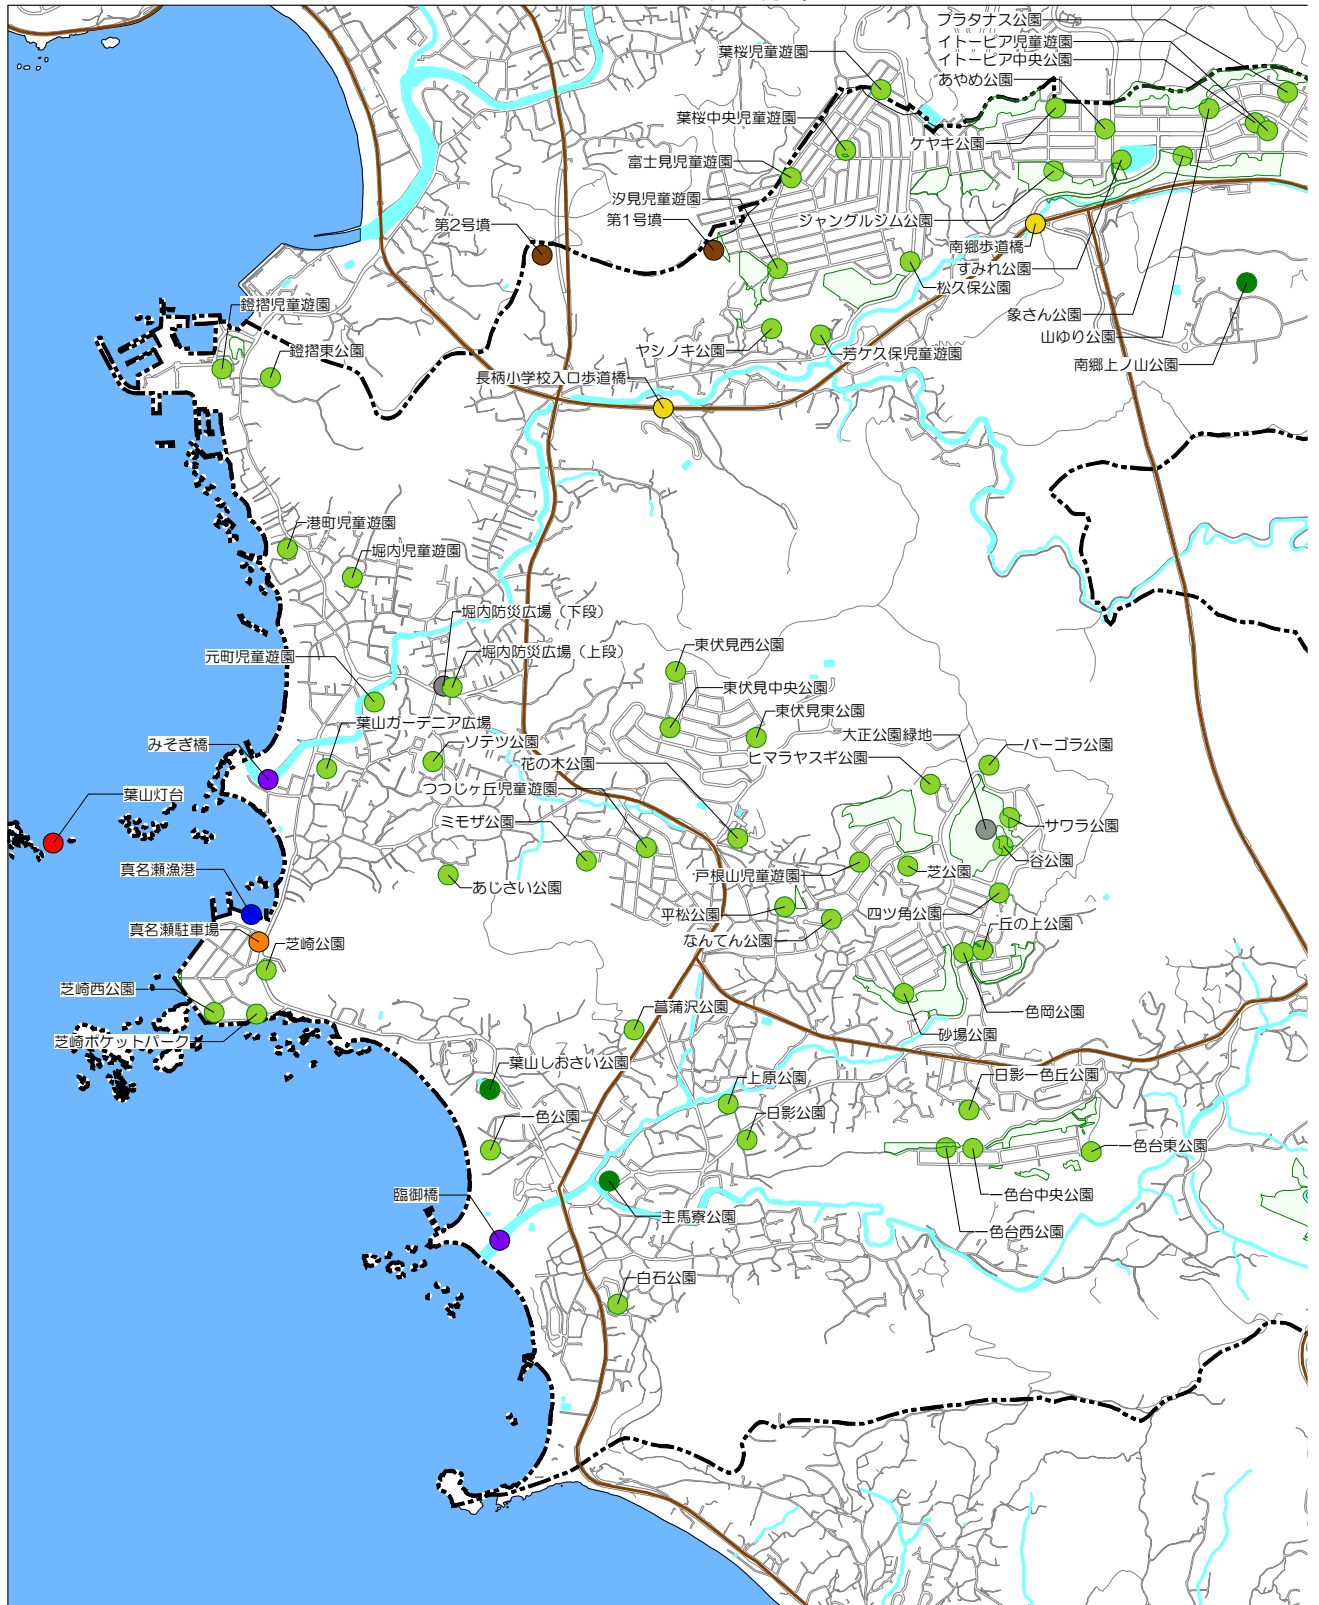 プラタナス公園
イトーピア児童遊園
葉桜児童遊園
イトーピア中央公園
あやめ公園
葉桜中央児童遊園
ケヤキ公園
富士見児童遊園
汐見児童遊園
第2号墳
第1号墳
ジャングルジム公園
南郷歩道橋
すみれ公園
松久保公園
鐙摺児童遊園
象さん公園
山ゆり公園
鐙摺東公園
ヤシノキ公園
芳ケ久保児童遊園
南郷上ノ山公園
長柄小学校入口歩道橋
港町児童遊園
堀内児童遊園
堀内防災広場（下段）
東伏見西公園
堀内防災広場（上段）
元町児童遊園
東伏見中央公園
東伏見東公園
葉山ガーデニア広場
大正公園緑地
みそぎ橋
ソテツ公園
パーゴラ公園
ヒマラヤスギ公園
花の木公園
つつじヶ丘児童遊園
葉山灯台
ミモザ公園
サワラ公園
谷公園
真名瀬漁港
戸根山児童遊園
芝公園
あじさい公園
平松公園
四ツ角公園
丘の上公園
真名瀬駐車場
なんてん公園
芝崎公園
芝崎西公園
菖蒲沢公園
一色岡公園
砂場公園
芝崎ポケットパーク
葉山しおさい公園
上原公園
日影一色丘公園
一色公園
日影公園
一色台東公園
臨御橋
一色台中央公園
主馬寮公園
一色台西公園
白石公園